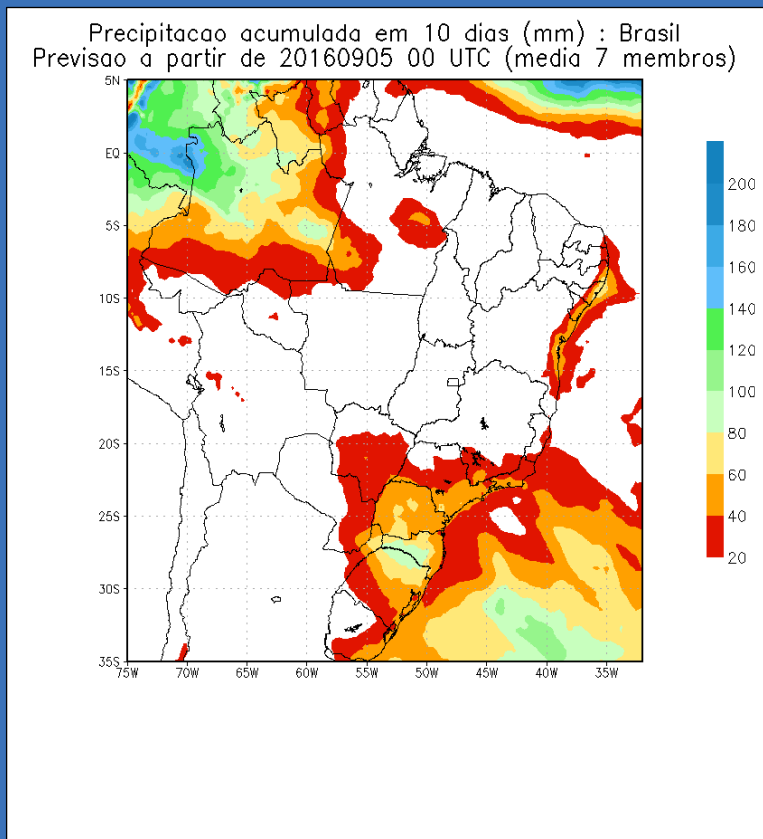 Precipitacao acumulada em 10 dias (mm) : Brasil
Previsao a partir de 20160905 00 UTC (media 7 membros)
5N
EQ
5S
10S
15S
20S
25S
30S
35S
75W 70W 65W 60W 55W 50W 45W 40W 35W
200
180
160
140
120
100
80
60
40
20